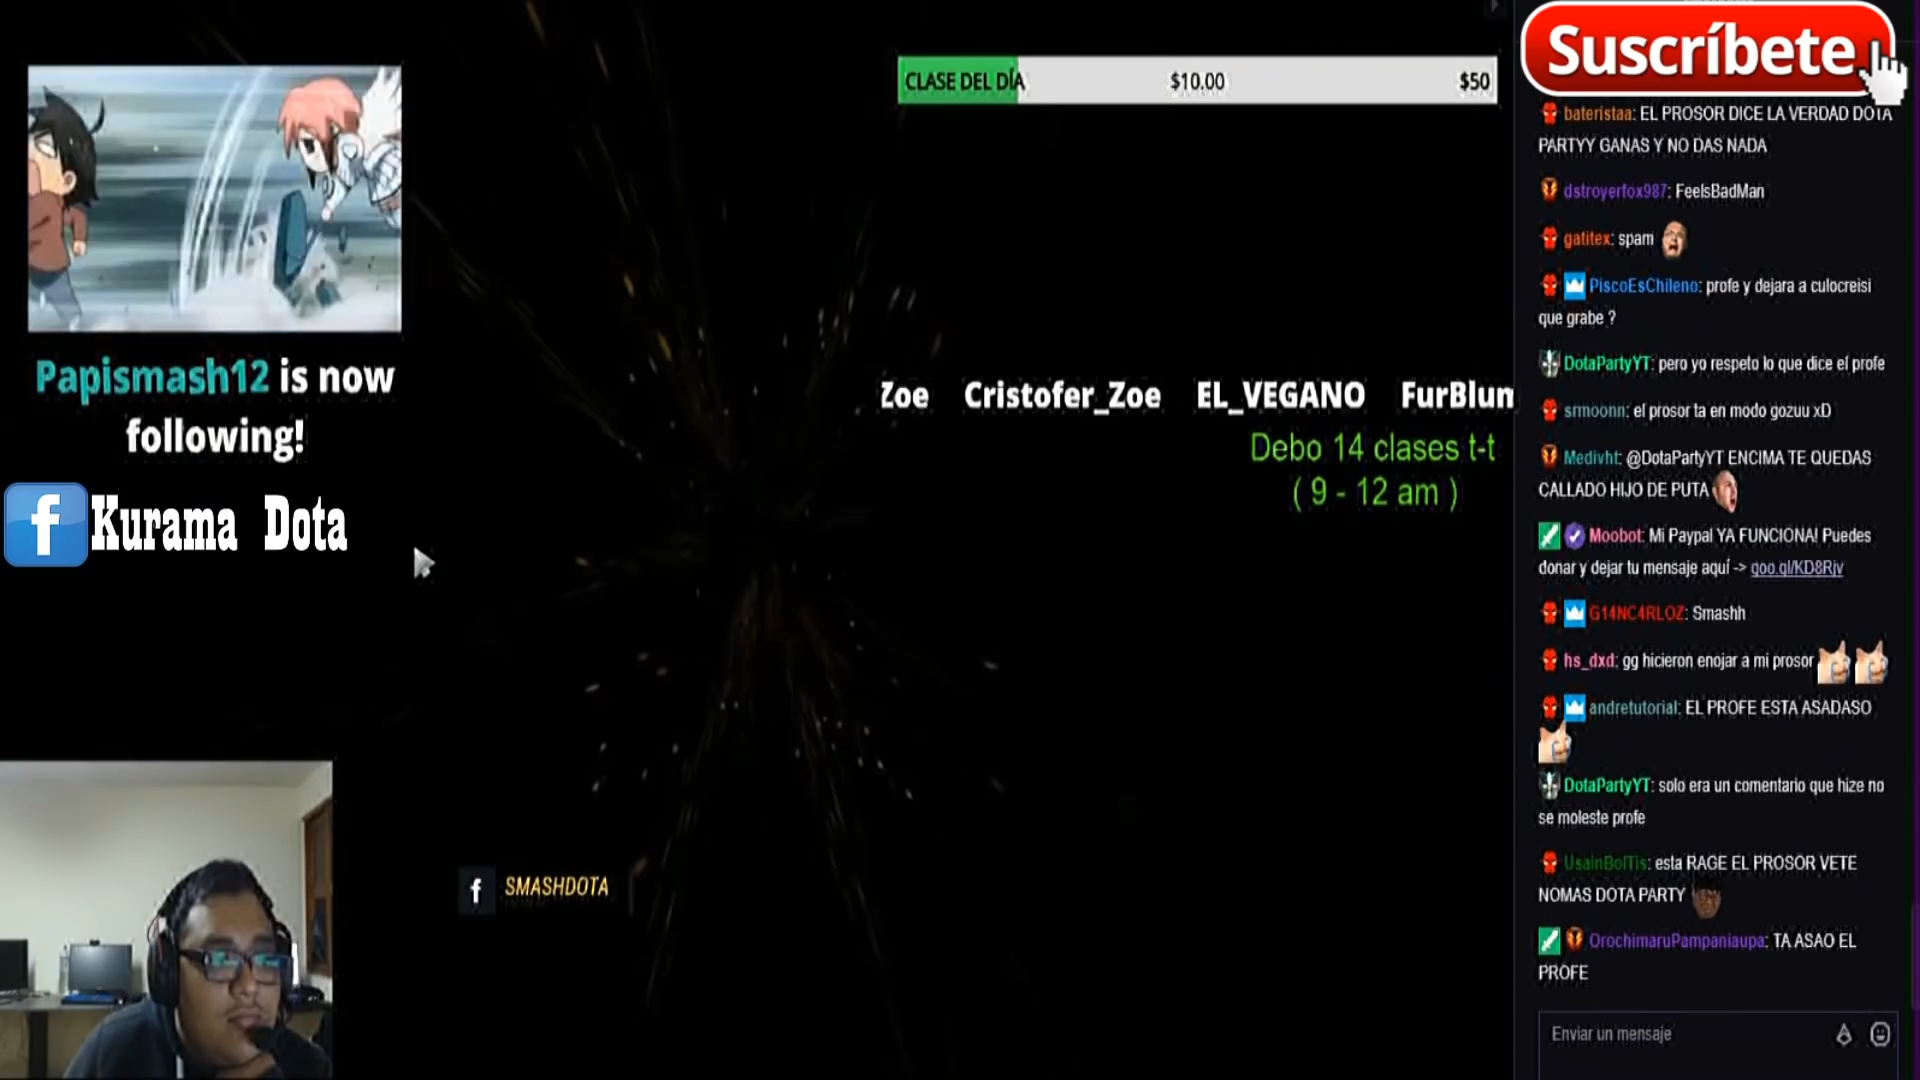 CLASE DEL DÍA $10.00 $50
Papismash12 is now
following!
Kurama Dota
Zoe Cristofer_Zoe EL_VEGANO FurBlum
Debo 14 clases t-t
( 9 - 12 am )
SMASHDOTA
Suscríbete
bateristaa: EL PROSOR DICE LA VERDAD DOTA
PARTYY GANAS Y NO DAS NADA
dstroyerfox987: FeelsBadMan
gatitex: spam
PiscoEsChileno: profe y dejara a culocreisi
que grabe ?
DotaPartyYT: pero yo respeto lo que dice el profe
srmoonn: el prosor ta en modo gozuu xD
Medivht: @DotaPartyYT ENCIMA TE QUEDAS
CALLADO HIJO DE PUTA
Moobot: Mi Paypal YA FUNCIONA! Puedes
donar y dejar tu mensaje aquí -> goo.gl/KD8Rjv
G14NC4RLOZ: Smashh
hs_dxd: gg hicieron enojar a mi prosor
andretutorial: EL PROFE ESTA ASADASO
DotaPartyYT: solo era un comentario que hize no
se moleste profe
UsainBolTis: esta RAGE EL PROSOR VETE
NOMAS DOTA PARTY
OrochimaruPampaniaupa: TA ASAO EL
PROFE
Enviar un mensaje